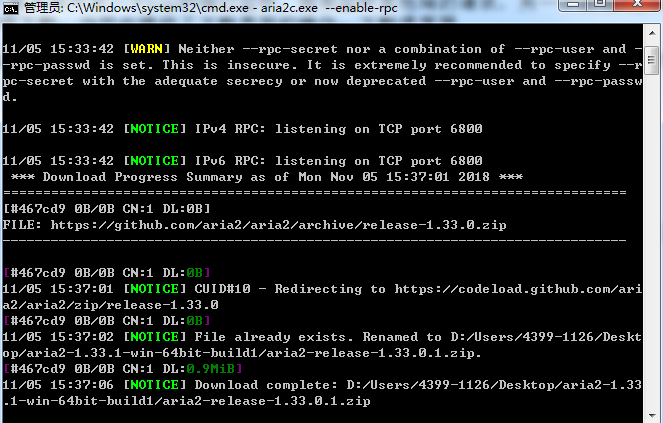 管理员: C:\Windows\system32\cmd.exe - aria2c.exe  --enable-rpc
11/05 15:33:42 [WARN] Neither --rpc-secret nor a combination of --rpc-user and -
-rpc-passwd is set. This is insecure. It is extremely recommended to specify --r
pc-secret with the adequate secrecy or now deprecated --rpc-user and --rpc-passw
d.
11/05 15:33:42 [NOTICE] IPv4 RPC: listening on TCP port 6800
11/05 15:33:42 [NOTICE] IPv6 RPC: listening on TCP port 6800
 *** Download Progress Summary as of Mon Nov 05 15:37:01 2018 ***
===============================================================================
[#467cd9 0B/0B CN:1 DL:0B]
FILE: https://github.com/aria2/aria2/archive/release-1.33.0.zip
-------------------------------------------------------------------------------
[#467cd9 0B/0B CN:1 DL:0B]
11/05 15:37:01 [NOTICE] CUID#10 - Redirecting to https://codeload.github.com/ari
a2/aria2/zip/release-1.33.0
[#467cd9 0B/0B CN:1 DL:0B]
11/05 15:37:02 [NOTICE] File already exists. Renamed to D:/Users/4399-1126/Deskt
op/aria2-1.33.1-win-64bit-build1/aria2-release-1.33.0.1.zip.
[#467cd9 0B/0B CN:1 DL:0.9MiB]
11/05 15:37:06 [NOTICE] Download complete: D:/Users/4399-1126/Desktop/aria2-1.33
.1-win-64bit-build1/aria2-release-1.33.0.1.zip